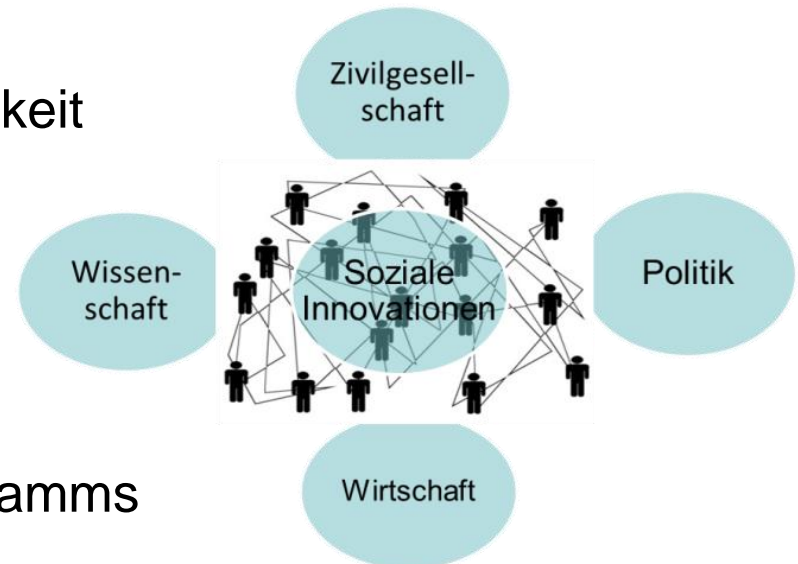 Zivilgesell-
schaft
keit
Wissen-
schaft
Soziale
Innovationen
Politik
Wirtschaft
amms